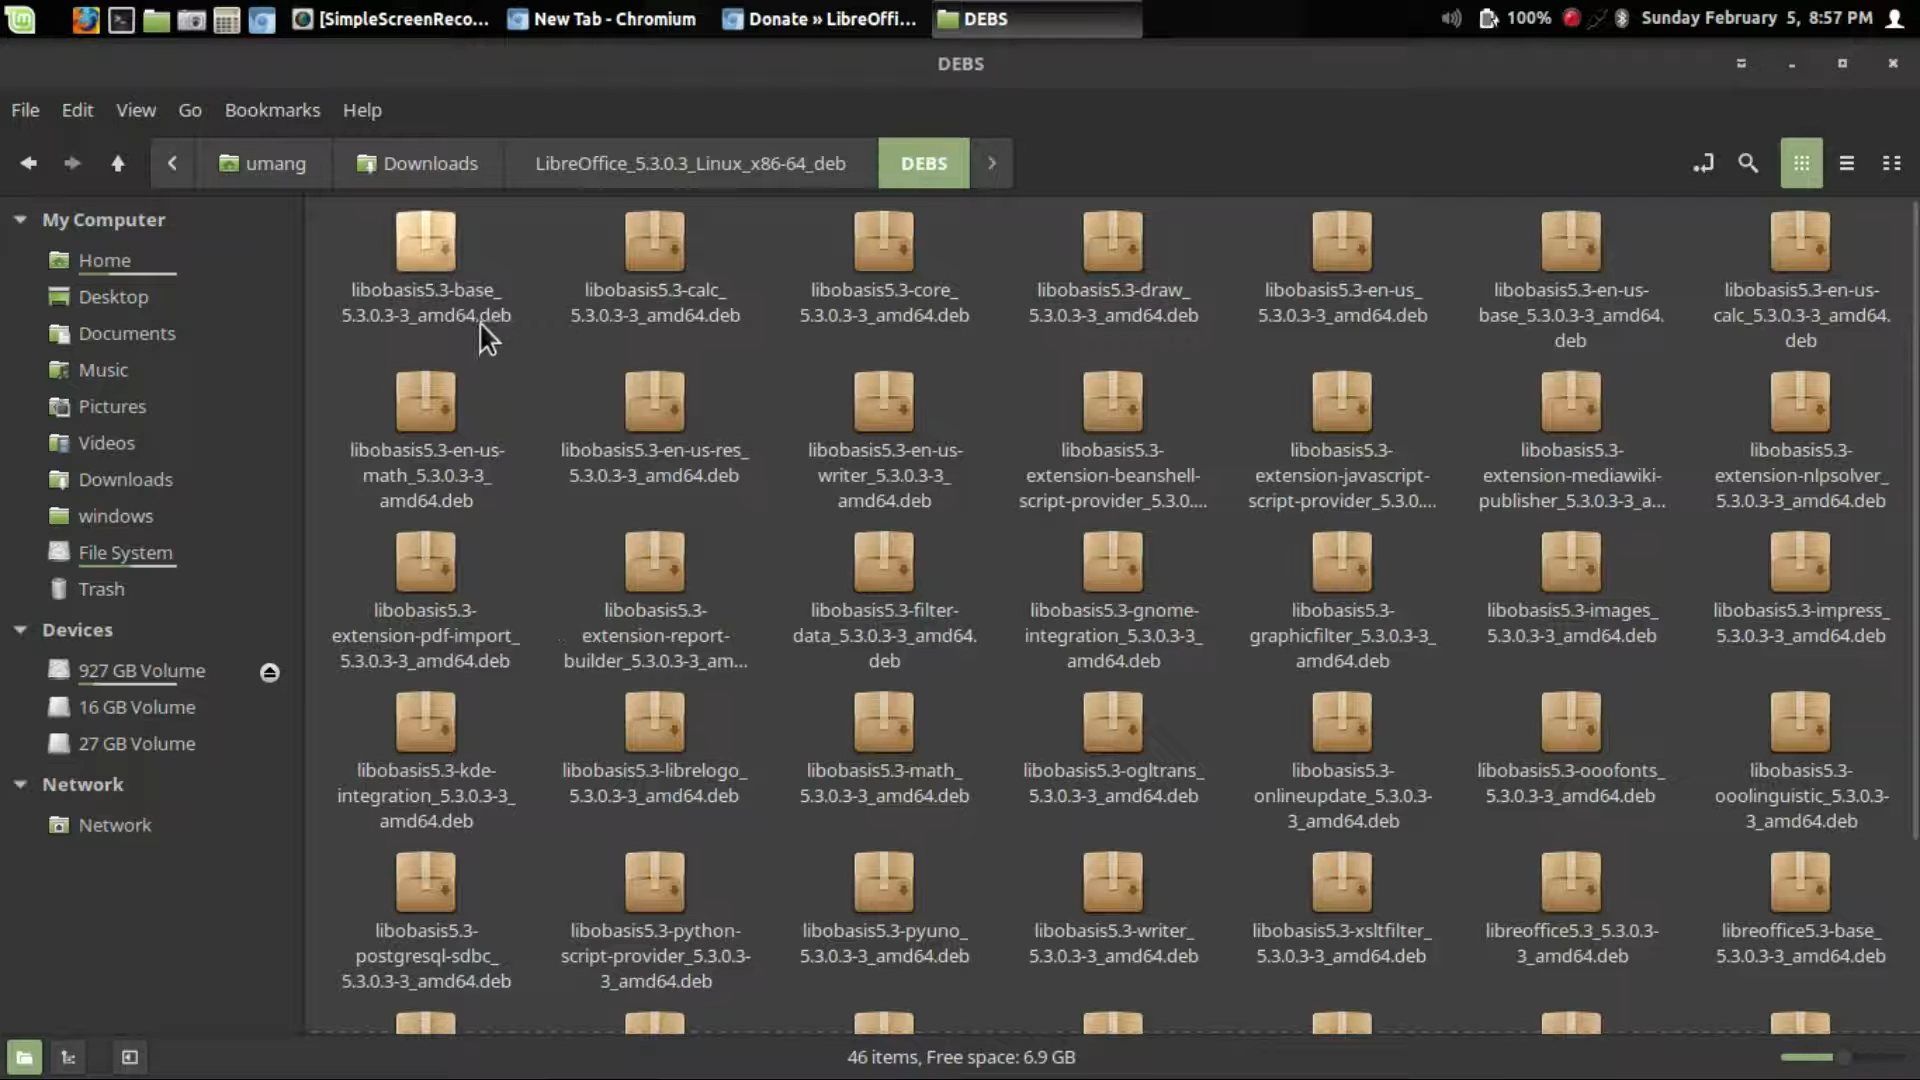 [SimpleScreenReco... New Tab - Chromium Donate » LibreOffi... DEBS 100% Sunday February 5, 8:57 PM
DEBS
File Edit View Go Bookmarks Help
umang Downloads LibreOffice_5.3.0.3_Linux_x86-64_deb DEBS
My Computer
Home
Desktop
Documents
Music
Pictures
Videos
Downloads
windows
File System
Trash
Devices
927 GB Volume
16 GB Volume
27 GB Volume
Network
Network
libobasis5.3-base_
5.3.0.3-3_amd64.deb
libobasis5.3-calc_
5.3.0.3-3_amd64.deb
libobasis5.3-core_
5.3.0.3-3_amd64.deb
libobasis5.3-draw_
5.3.0.3-3_amd64.deb
libobasis5.3-en-us_
5.3.0.3-3_amd64.deb
libobasis5.3-en-us-
base_5.3.0.3-3_amd64.
deb
libobasis5.3-en-us-
calc_5.3.0.3-3_amd64.
deb
libobasis5.3-en-us-
math_5.3.0.3-3_
amd64.deb
libobasis5.3-en-us-res_
5.3.0.3-3_amd64.deb
libobasis5.3-en-us-
writer_5.3.0.3-3_
amd64.deb
libobasis5.3-
extension-beanshell-
script-provider_5.3.0....
libobasis5.3-
extension-javascript-
script-provider_5.3.0....
libobasis5.3-
extension-mediawiki-
publisher_5.3.0.3-3_a...
libobasis5.3-
extension-nlpsolver_
5.3.0.3-3_amd64.deb
libobasis5.3-
extension-pdf-import_
5.3.0.3-3_amd64.deb
libobasis5.3-
extension-report-
builder_5.3.0.3-3_am...
libobasis5.3-filter-
data_5.3.0.3-3_amd64.
deb
libobasis5.3-gnome-
integration_5.3.0.3-3_
amd64.deb
libobasis5.3-
graphicfilter_5.3.0.3-3_
amd64.deb
libobasis5.3-images_
5.3.0.3-3_amd64.deb
libobasis5.3-impress_
5.3.0.3-3_amd64.deb
libobasis5.3-kde-
integration_5.3.0.3-3_
amd64.deb
libobasis5.3-librelogo_
5.3.0.3-3_amd64.deb
libobasis5.3-math_
5.3.0.3-3_amd64.deb
libobasis5.3-ogltrans_
5.3.0.3-3_amd64.deb
libobasis5.3-
onlineupdate_5.3.0.3-
3_amd64.deb
libobasis5.3-ooofonts_
5.3.0.3-3_amd64.deb
libobasis5.3-
ooolinguistic_5.3.0.3-
3_amd64.deb
libobasis5.3-
postgresql-sdbc_
5.3.0.3-3_amd64.deb
libobasis5.3-python-
script-provider_5.3.0.3-
3_amd64.deb
libobasis5.3-pyuno_
5.3.0.3-3_amd64.deb
libobasis5.3-writer_
5.3.0.3-3_amd64.deb
libobasis5.3-xsltfilter_
5.3.0.3-3_amd64.deb
libreoffice5.3_5.3.0.3-
3_amd64.deb
libreoffice5.3-base_
5.3.0.3-3_amd64.deb
46 items, Free space: 6.9 GB